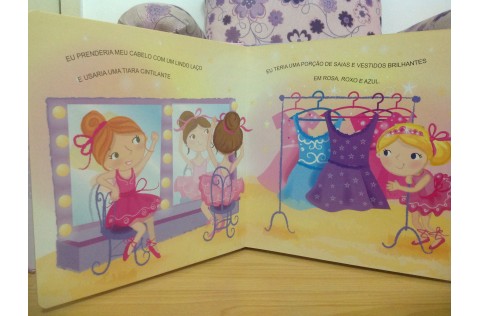 EU PRENDERIA MEU CABELO COM UM LINDO LAÇO
E USARIA UMA TIARA CINTILANTE
EU TERIA UMA PORÇÃO DE SAIAS E VESTIDOS BRILHANTES
EM ROSA, ROXO E AZUL.